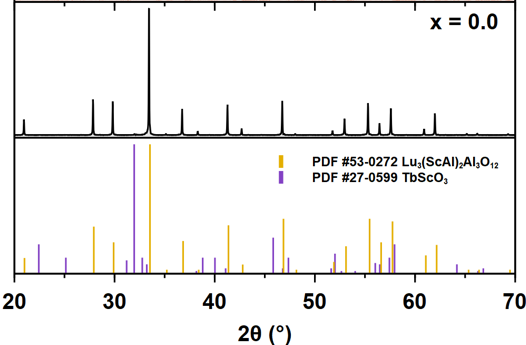 x = 0.0
PDF #53-0272 Lu₃(ScAl)₂Al₃O₁₂
PDF #27-0599 TbScO₃
20 30 40 50 60 70
2θ (°)